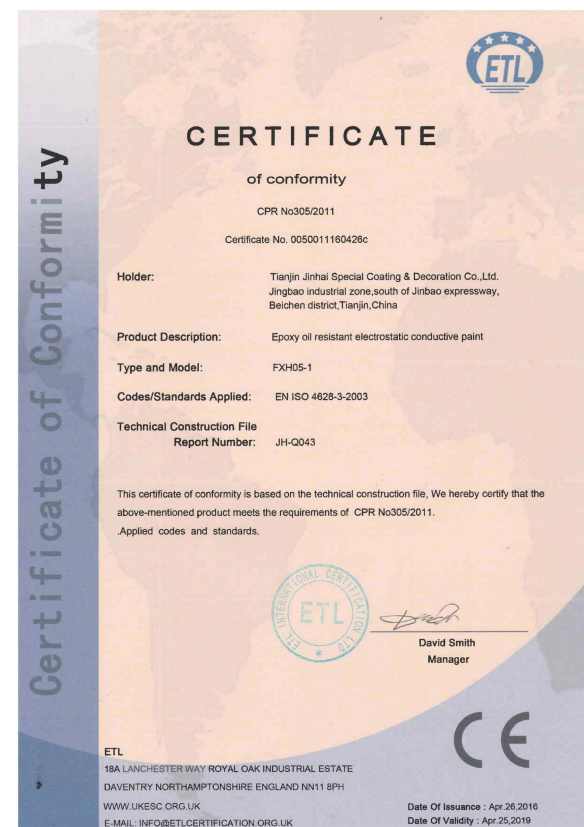 ETL
CERTIFICATE
of conformity
CPR No305/2011
Certificate No. 0050011160426c
Holder: Tianjin Jinhai Special Coating & Decoration Co.,Ltd.
Jingbao industrial zone,south of Jinbao expressway,
Beichen district,Tianjin,China
Product Description: Epoxy oil resistant electrostatic conductive paint
Type and Model: FXH05-1
Codes/Standards Applied: EN ISO 4628-3-2003
Technical Construction File
Report Number: JH-Q043
This certificate of conformity is based on the technical construction file, We hereby certify that the
above-mentioned product meets the requirements of CPR No305/2011.
.Applied codes and standards.
ETL INTERNATIONAL CERTIFICATION LTD
ETL
David Smith
Manager
CE
ETL
18A LANCHESTER WAY ROYAL OAK INDUSTRIAL ESTATE
DAVENTRY NORTHAMPTONSHIRE ENGLAND NN11 8PH
WWW.UKESC.ORG.UK
E-MAIL: INFO@ETLCERTIFICATION.ORG.UK
Date Of Issuance : Apr.26,2016
Date Of Validity : Apr.25,2019
Certificate of Conformity